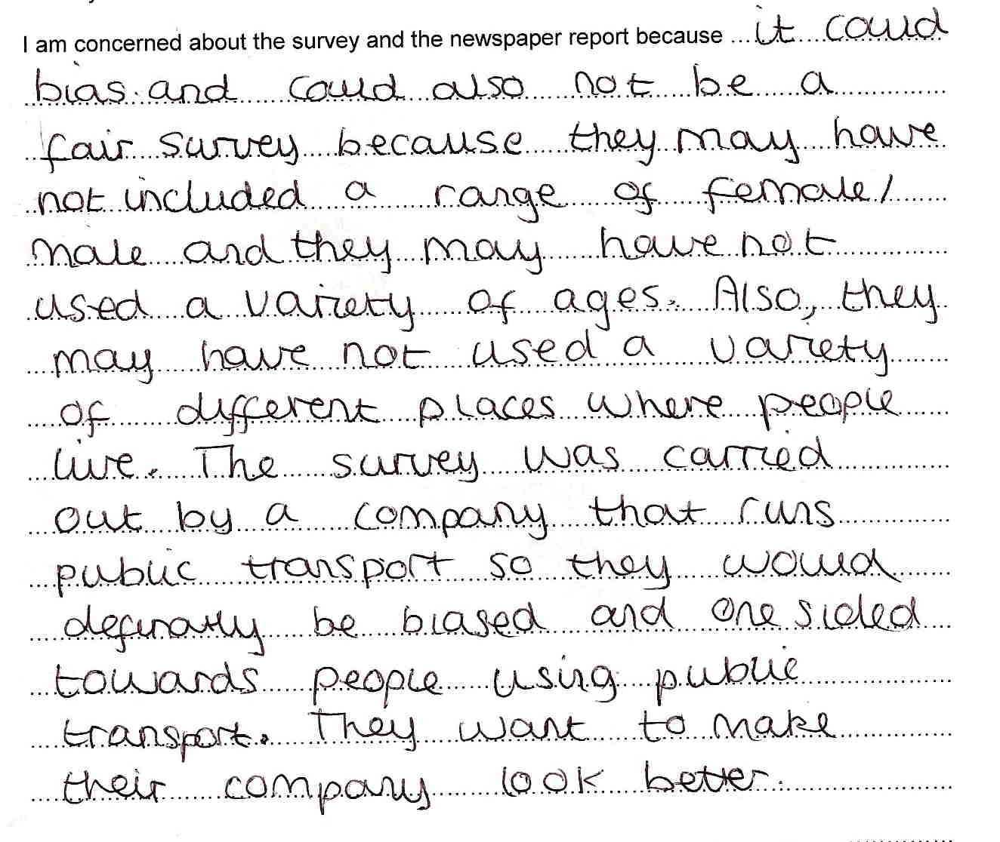 I am concerned about the survey and the newspaper report because it could
bias and could also not be a
fair survey because they may have
not included a range of female/
male and they may have not
used a variety of ages. Also, they
may have not used a variety
of different places where people
live. The survey was carried
out by a company that runs
public transport so they would
definatly be biased and one sided
towards people using public
transport. They want to make
their company look better.